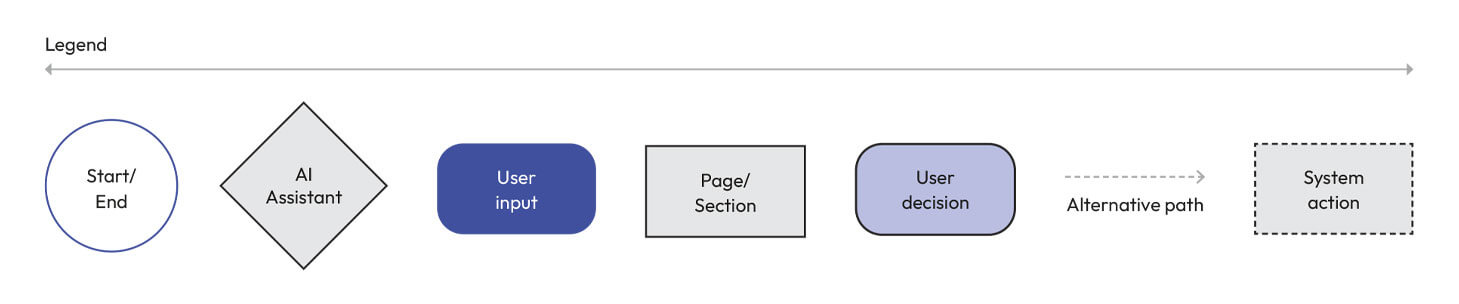 Legend
Start/
End
AI
Assistant
User
input
Page/
Section
User
decision
Alternative path
System
action